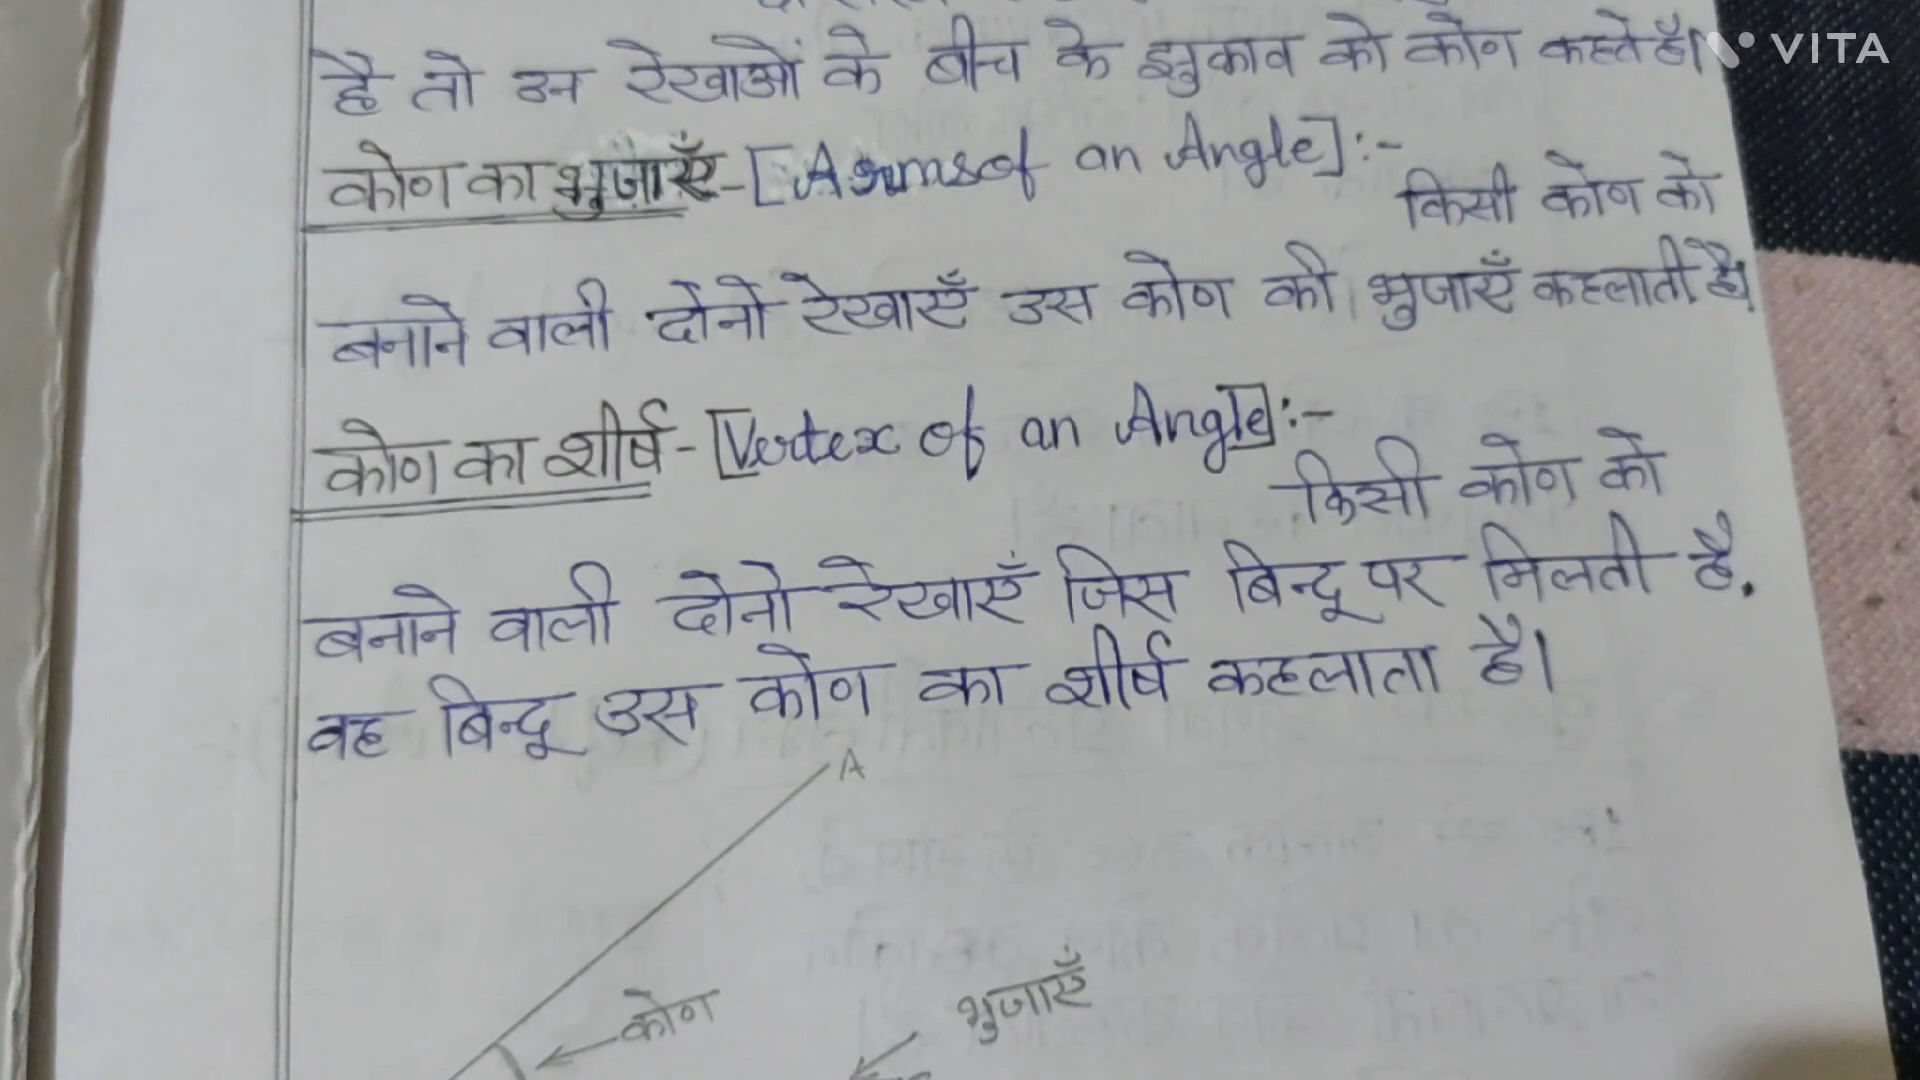 है तो उन रेखाओं के बीच के झुकाव को कोण कहते है।
VITA
कोण का भुजाएँ - [Arms of an Angle] :-
किसी कोण को
बनाने वाली दोनो रेखाएँ उस कोण की भुजाएँ कहलाती है।
कोण का शीर्ष - [Vertex of an Angle] :-
किसी कोण को
बनाने वाली दोनो रेखाएँ जिस बिन्दू पर मिलती है.
वह बिन्दू उस कोण का शीर्ष कहलाता है।
A
भुजाएँ
कोण